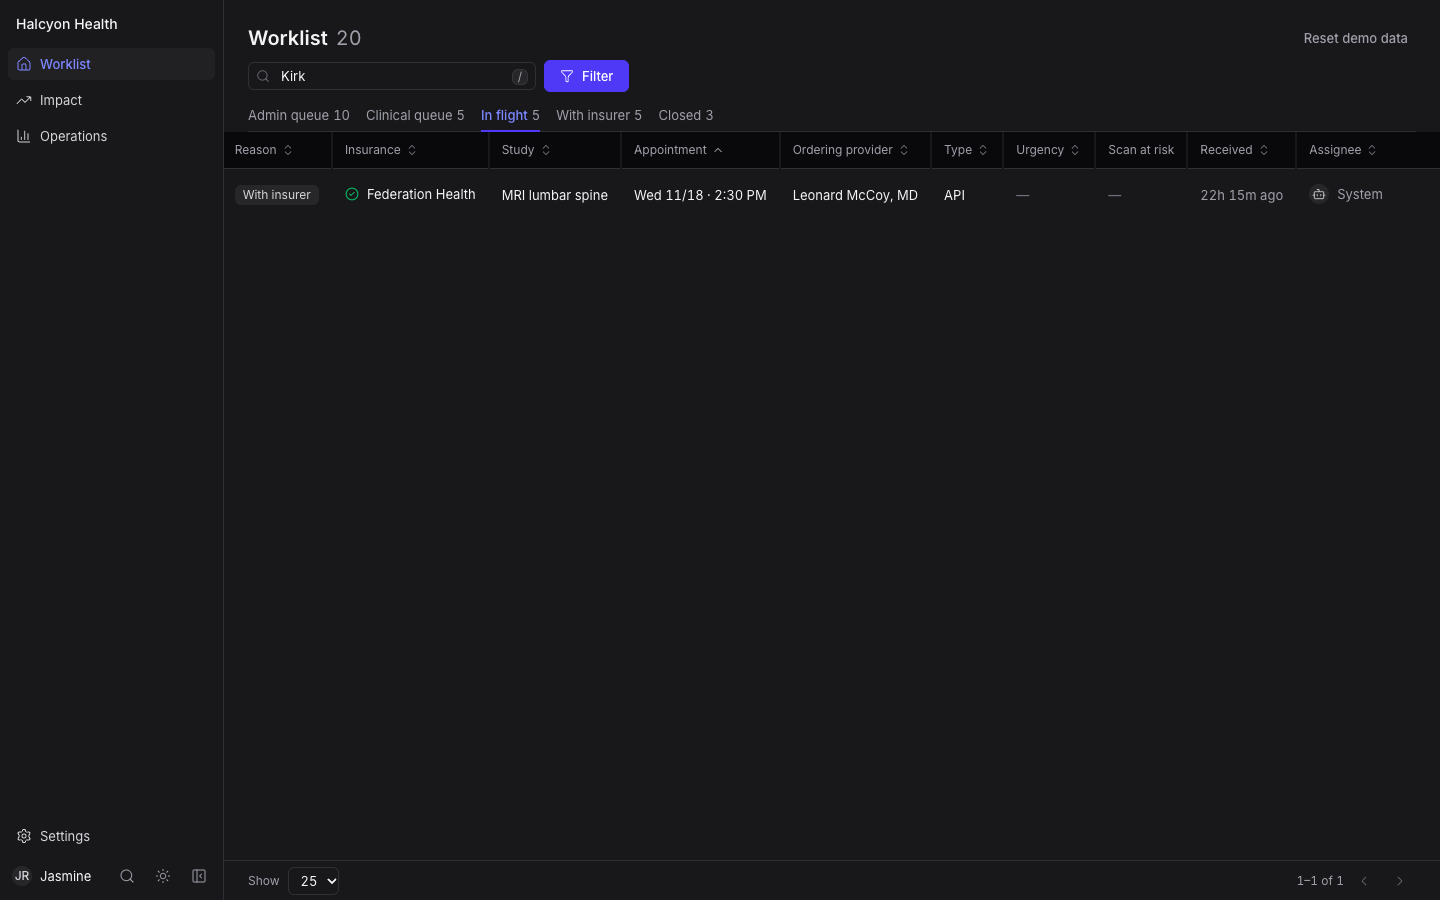 Halcyon Health
Worklist
Impact
Operations
Settings
JR Jasmine
Worklist 20
Reset demo data
Kirk /
Filter
Admin queue 10 Clinical queue 5 In flight 5 With insurer 5 Closed 3
Reason Insurance Study Appointment Ordering provider Type Urgency Scan at risk Received Assignee
With insurer Federation Health MRI lumbar spine Wed 11/18 · 2:30 PM Leonard McCoy, MD API — — 22h 15m ago System
Show 25 1–1 of 1